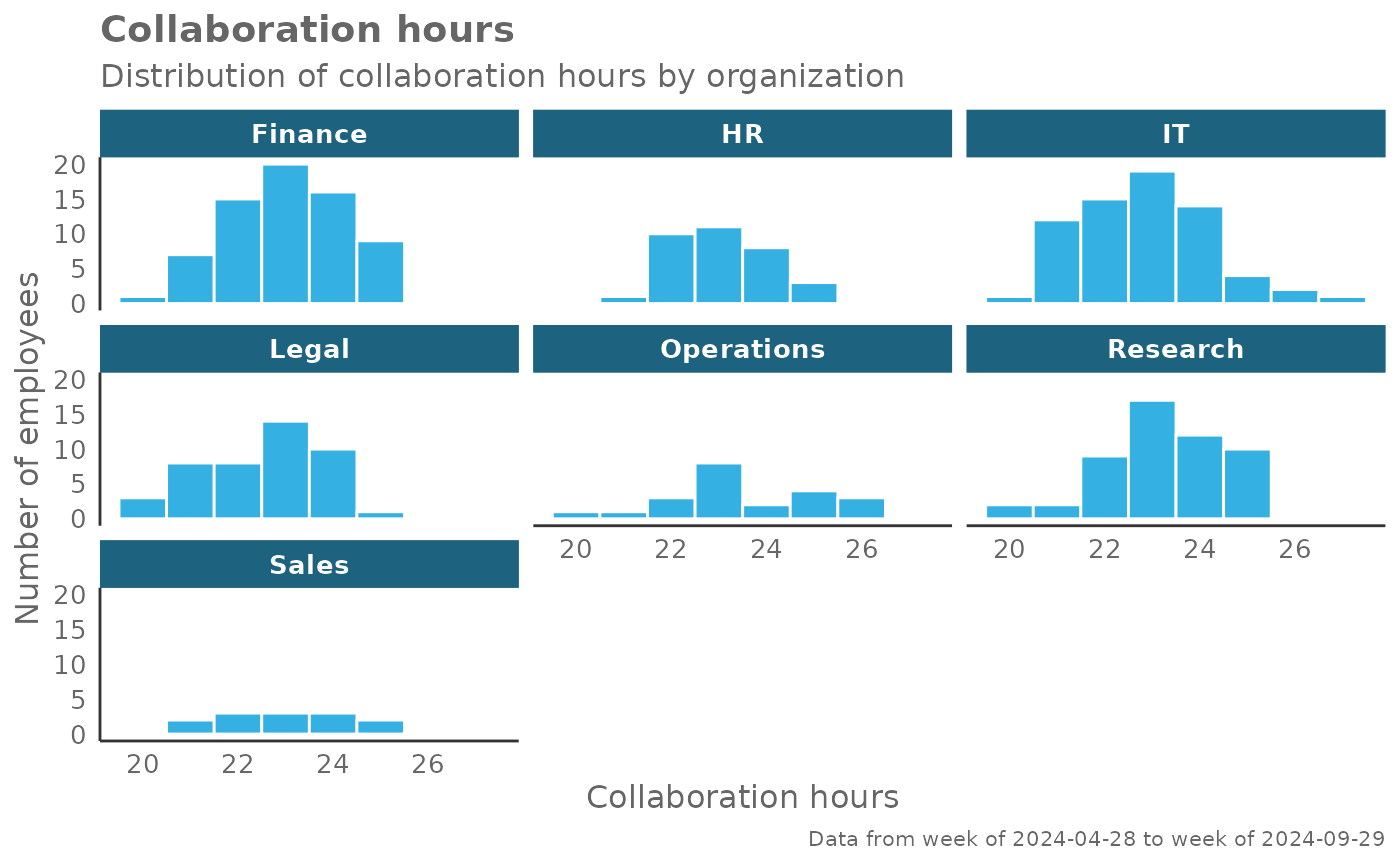 Collaboration hours
Distribution of collaboration hours by organization
Finance
HR
IT
20
15
10
5
0
Legal
Operations
Research
20
15
10
5
0
20 22 24 26
20 22 24 26
Sales
20
15
10
5
0
20 22 24 26
Number of employees
Collaboration hours
Data from week of 2024-04-28 to week of 2024-09-29